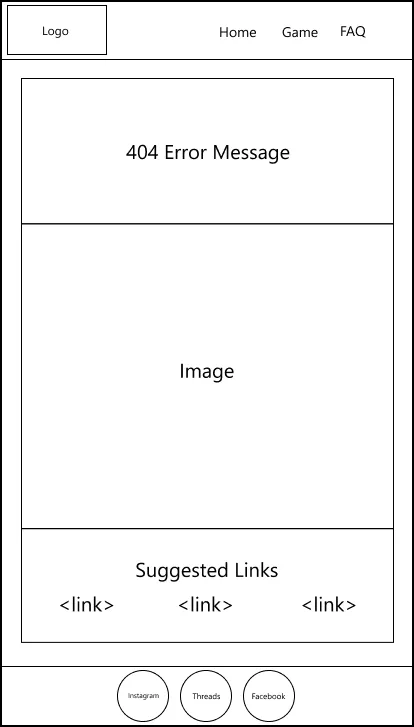 Logo Home Game FAQ
404 Error Message
Image
Suggested Links
<link> <link> <link>
Instagram Threads Facebook